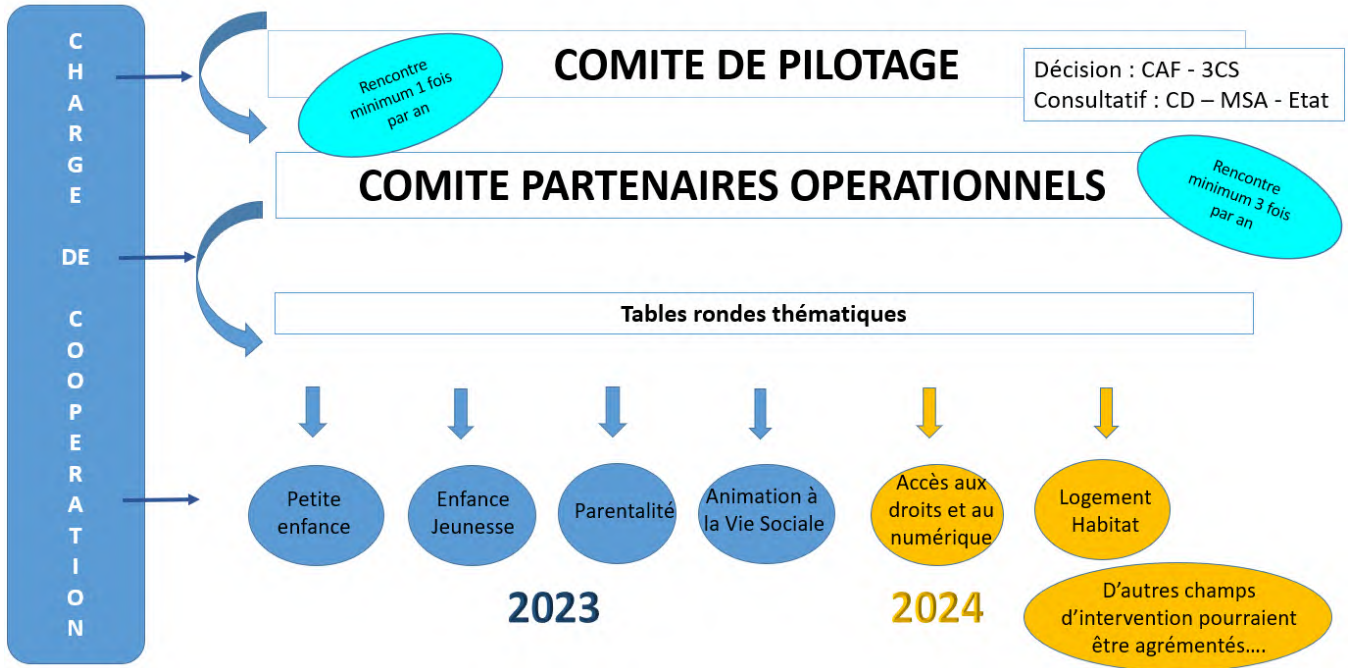 CHARGE
DE
COOPERATION
COMITE DE PILOTAGE
Rencontre
minimum 1 fois
par an
Décision : CAF - 3CS
Consultatif : CD – MSA - Etat
COMITE PARTENAIRES OPERATIONNELS
Rencontre
minimum 3 fois
par an
Tables rondes thématiques
Petite
enfance
Enfance
Jeunesse
Parentalité
Animation à
la Vie Sociale
Accès aux
droits et au
numérique
Logement
Habitat
2023
2024
D'autres champs
d'intervention pourraient
être agrémentés....